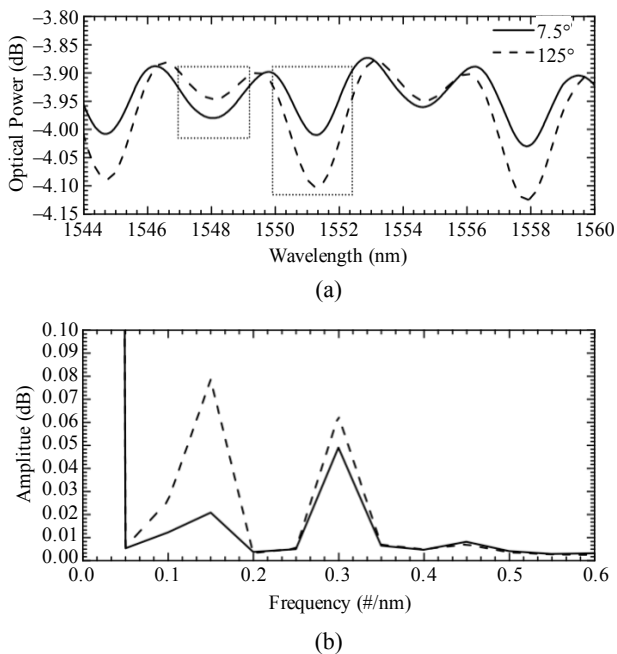 −3.80
−3.85
−3.90
−3.95
−4.00
−4.05
−4.10
−4.15
Optical Power (dB)
7.5°
125°
1544 1546 1548 1550 1552 1554 1556 1558 1560
Wavelength (nm)
(a)
0.10
0.09
0.08
0.07
0.06
0.05
0.04
0.03
0.02
0.01
0.00
Amplitue (dB)
0.0 0.1 0.2 0.3 0.4 0.5 0.6
Frequency (#/nm)
(b)